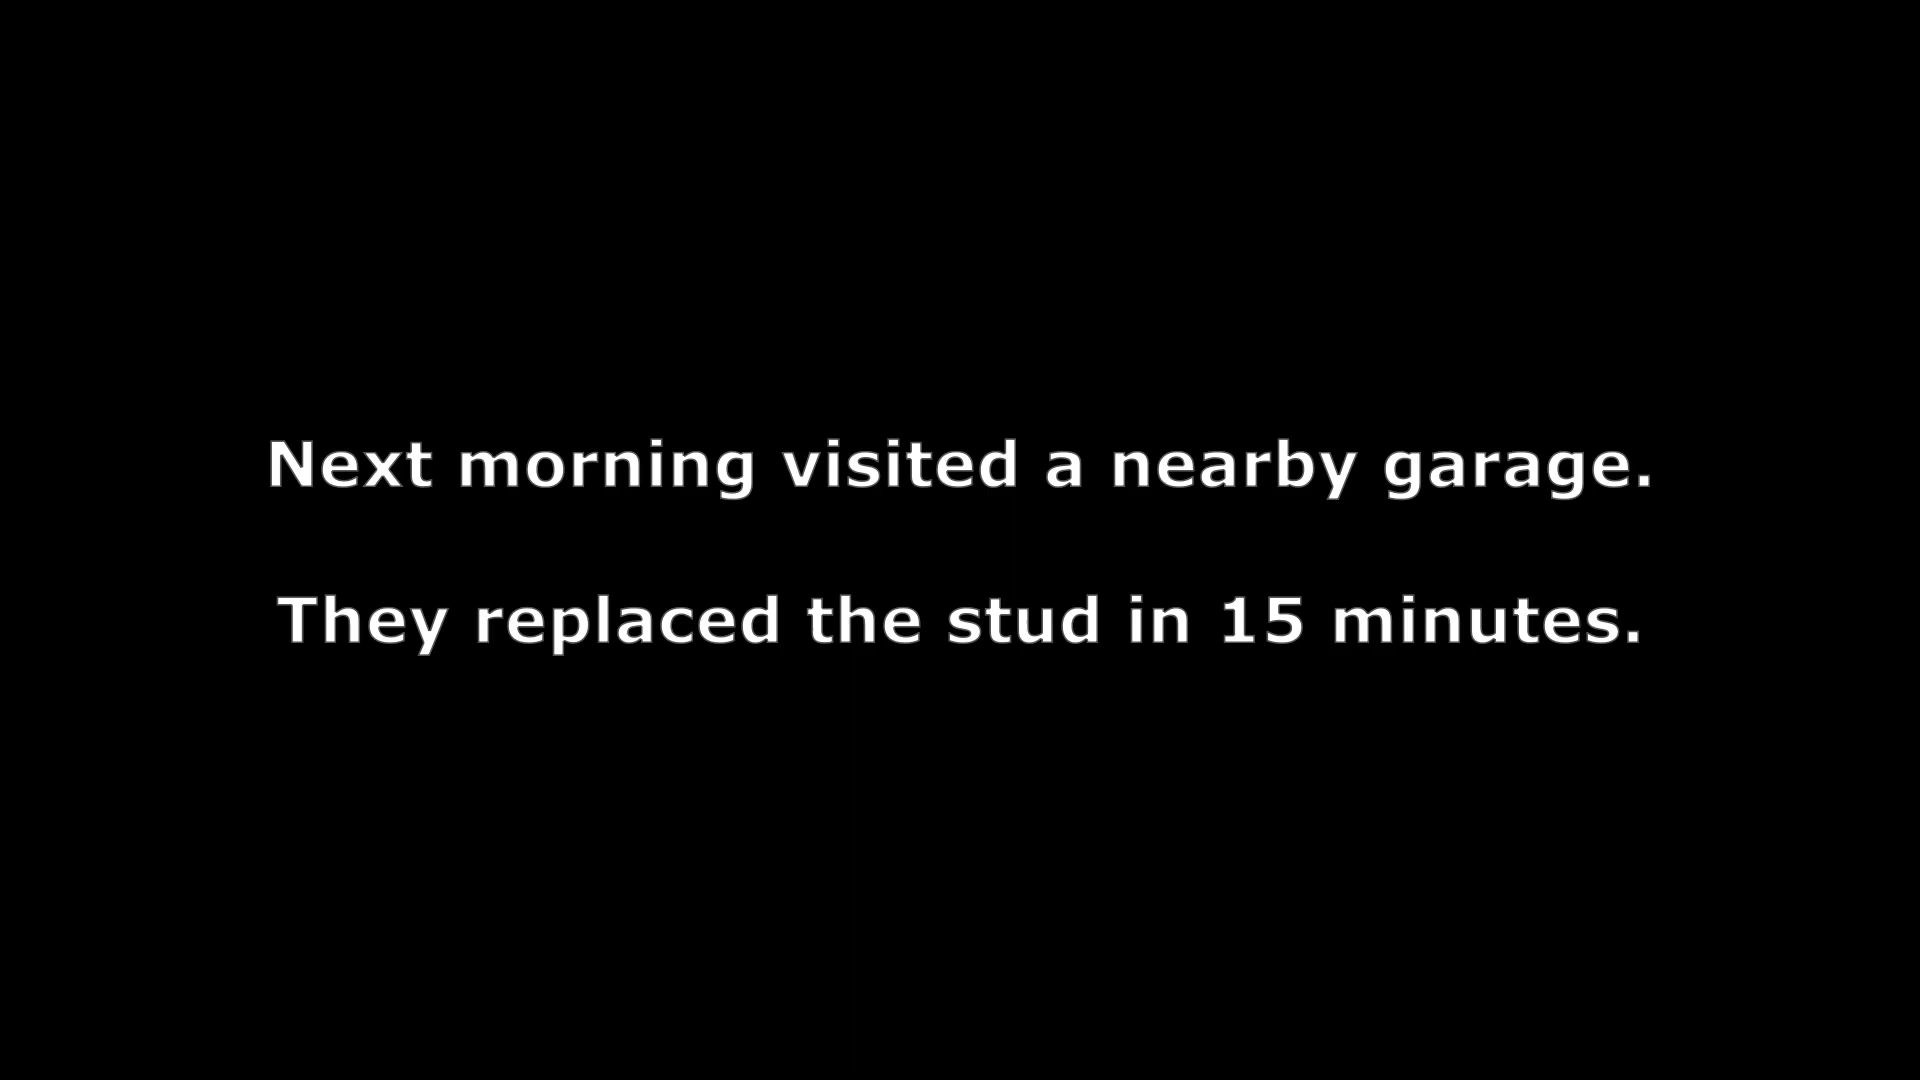 Next morning visited a nearby garage.
They replaced the stud in 15 minutes.